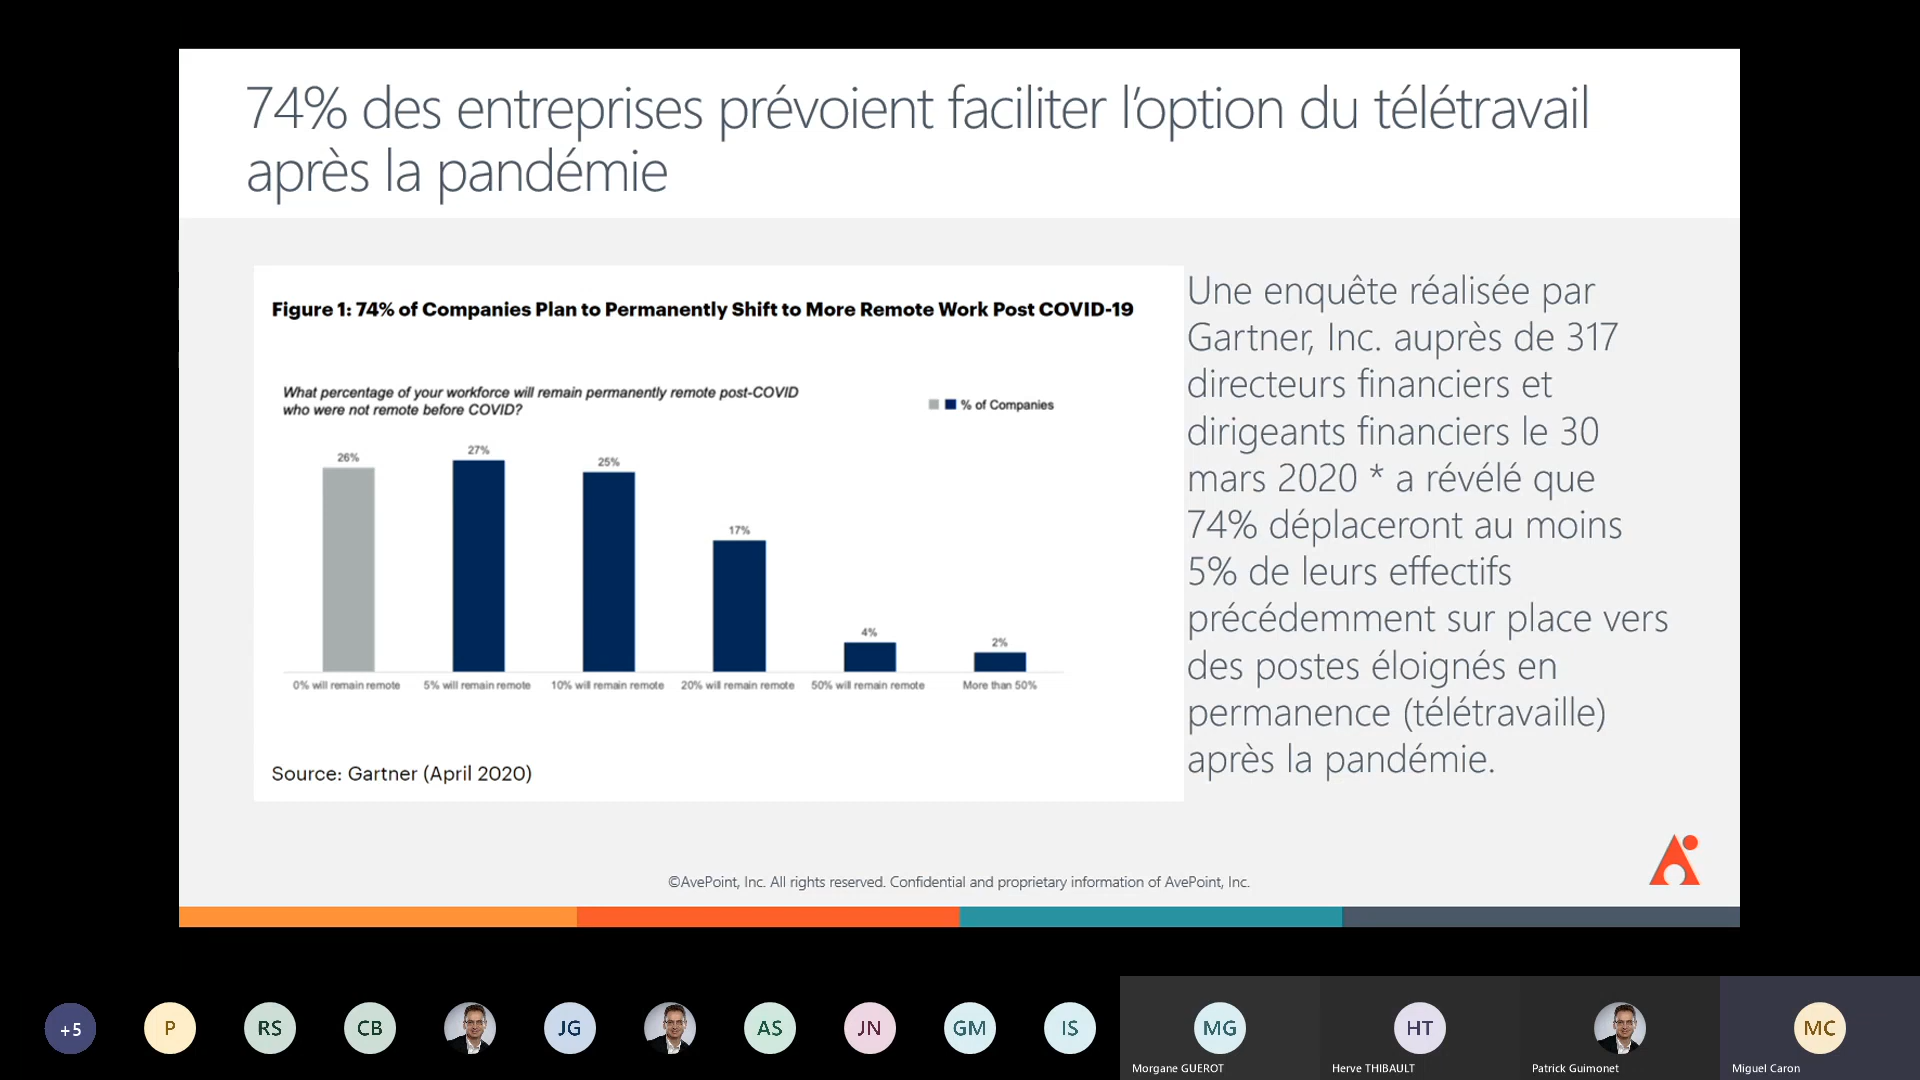 74% des entreprises prévoient faciliter l'option du télétravail
après la pandémie
Figure 1: 74% of Companies Plan to Permanently Shift to More Remote Work Post COVID-19
What percentage of your workforce will remain permanently remote post-COVID
who were not remote before COVID?
% of Companies
26%
27%
25%
17%
4%
2%
0% will remain remote
5% will remain remote
10% will remain remote
20% will remain remote
50% will remain remote
More than 50%
Source: Gartner (April 2020)
Une enquête réalisée par
Gartner, Inc. auprès de 317
directeurs financiers et
dirigeants financiers le 30
mars 2020 * a révélé que
74% déplaceront au moins
5% de leurs effectifs
précédemment sur place vers
des postes éloignés en
permanence (télétravaille)
après la pandémie.
©AvePoint, Inc. All rights reserved. Confidential and proprietary information of AvePoint, Inc.
+5
P
RS
CB
JG
AS
JN
GM
IS
MG
HT
MC
Morgane GUEROT
Herve THIBAULT
Patrick Guimonet
Miguel Caron